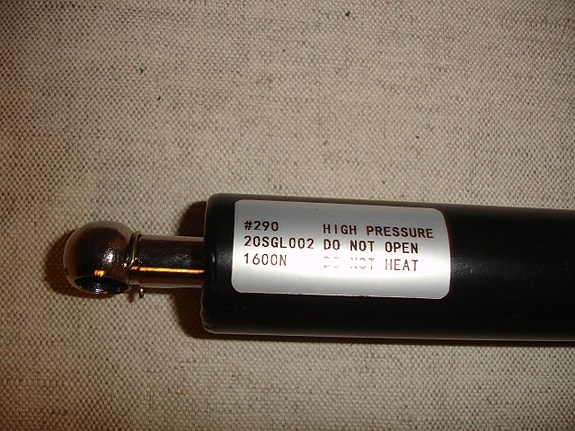 #290 HIGH PRESSURE
20SGL002 DO NOT OPEN
1600N DO NOT HEAT